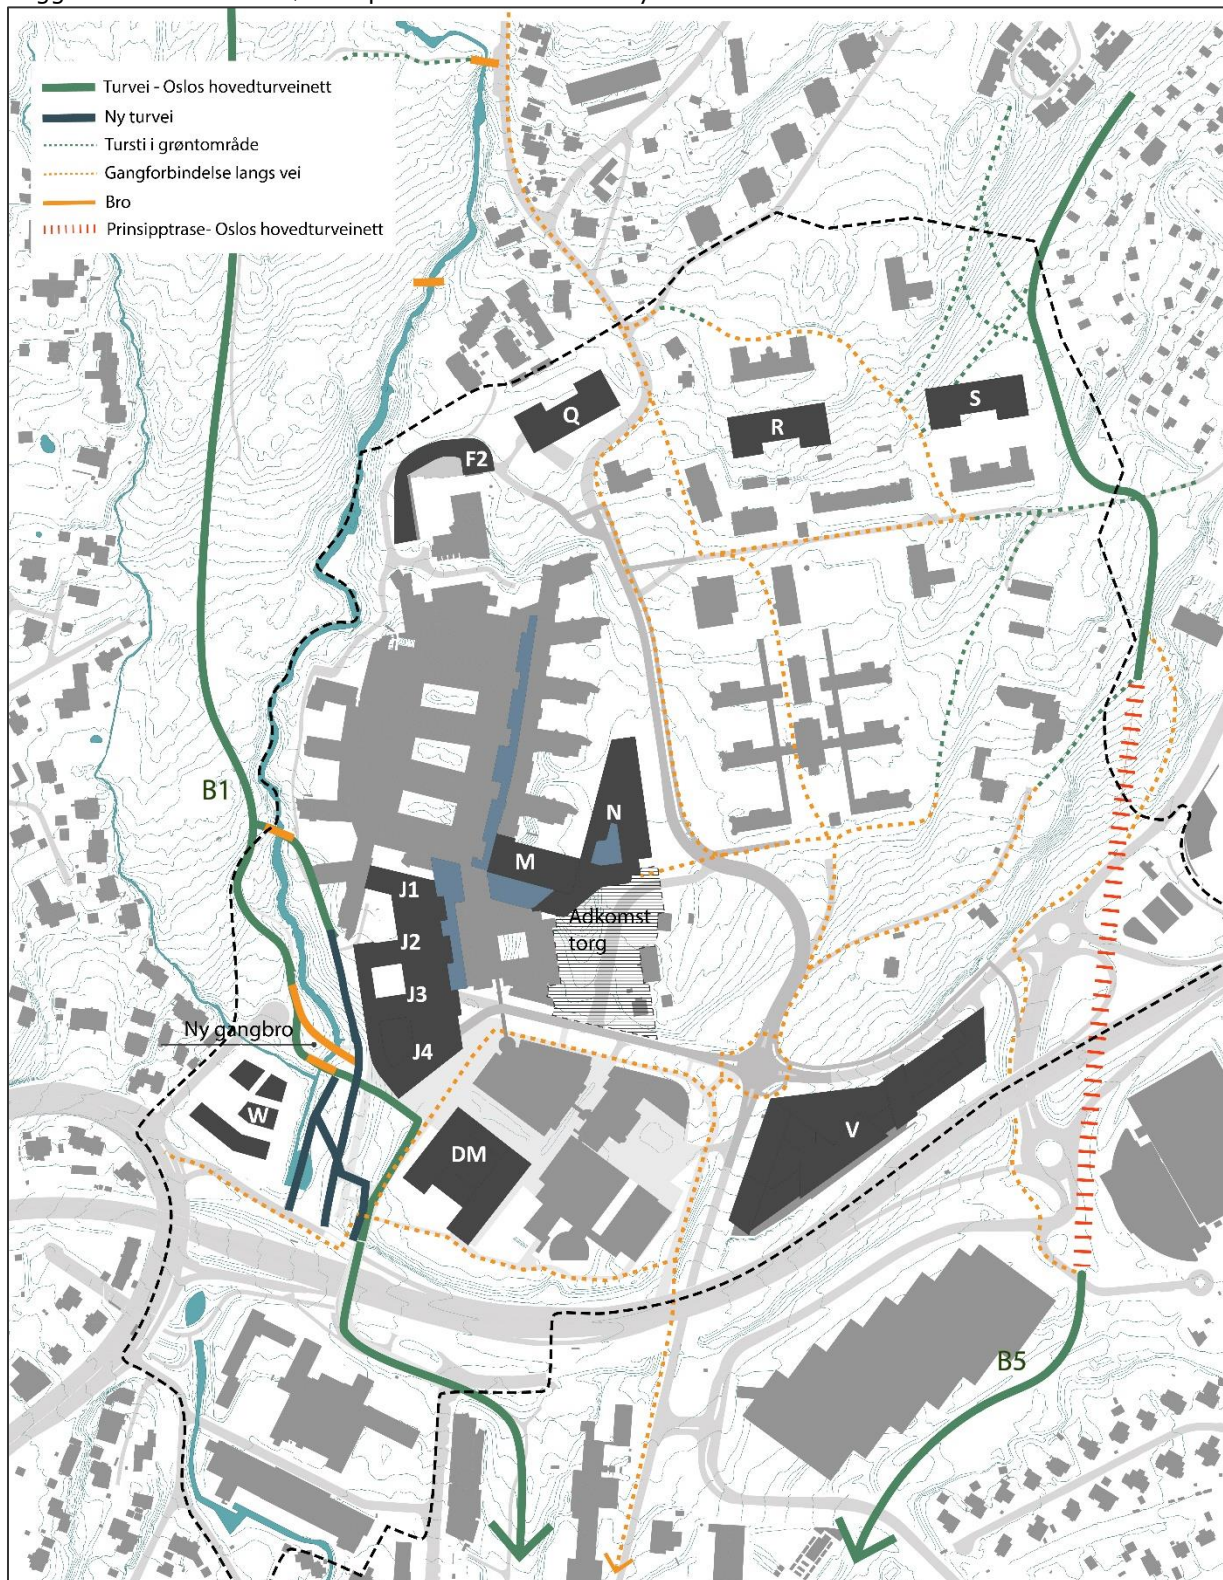 Turvei - Oslos hovedturveinett
Ny turvei
Tursti i grøntområde
Gangforbindelse langs vei
Bro
Prinsipptrase- Oslos hovedturveinett
S
Q
R
F2
B1
N
M
J1
Adkomst
torg
J2
J3
Ny gangbro
J4
W
V
DM
B5